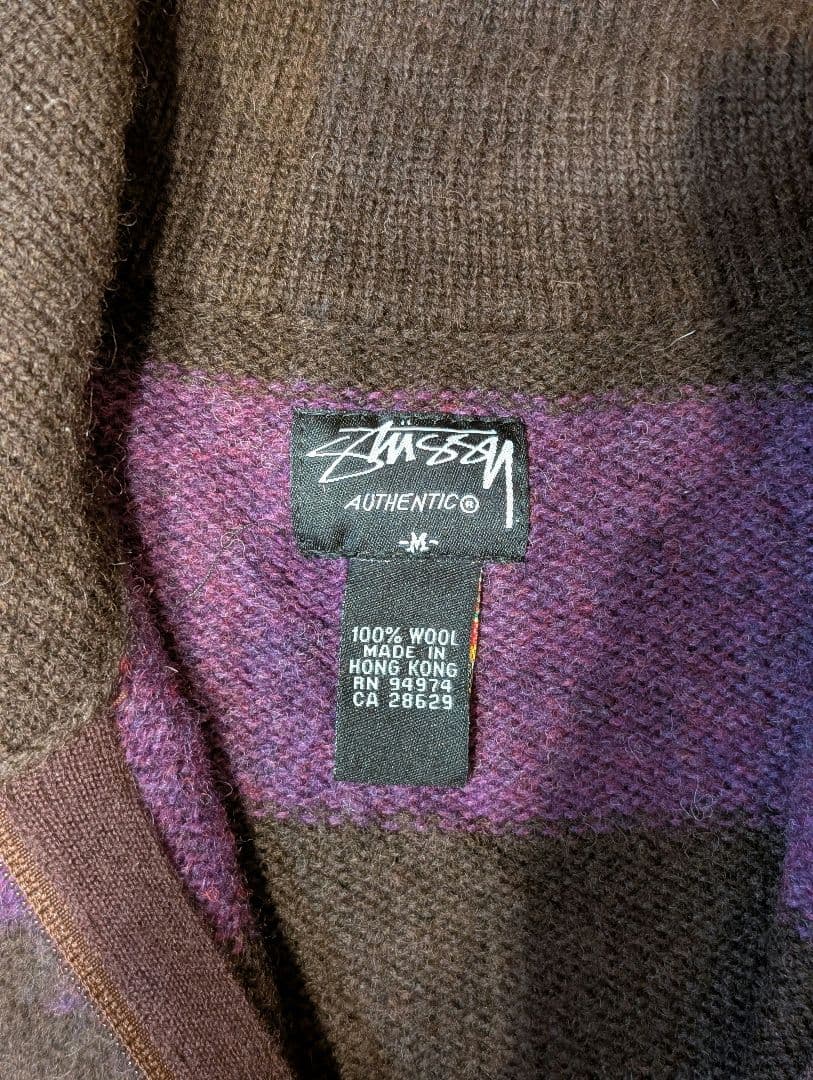 Stüssy
AUTHENTIC®
-M-
100% WOOL
MADE IN
HONG KONG
RN 94974
CA 28629